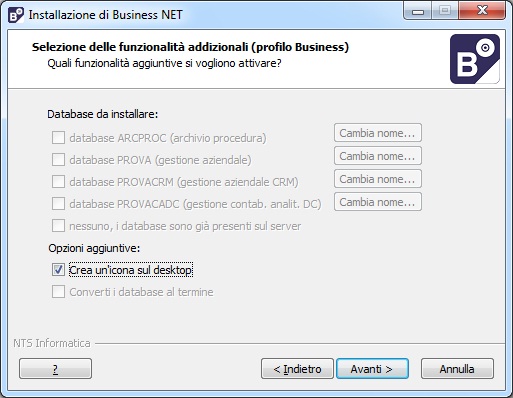 Installazione di Business NET
Selezione delle funzionalità addizionali (profilo Business)
Quali funzionalità aggiuntive si vogliono attivare?
B
Database da installare:
database ARCPROC (archivio procedura) Cambia nome...
database PROVA (gestione aziendale) Cambia nome...
database PROVACRM (gestione aziendale CRM) Cambia nome...
database PROVACADC (gestione contab. analit. DC) Cambia nome...
nessuno, i database sono già presenti sul server
Opzioni aggiuntive:
Crea un'icona sul desktop
Converti i database al termine
NTS Informatica
? < Indietro Avanti > Annulla